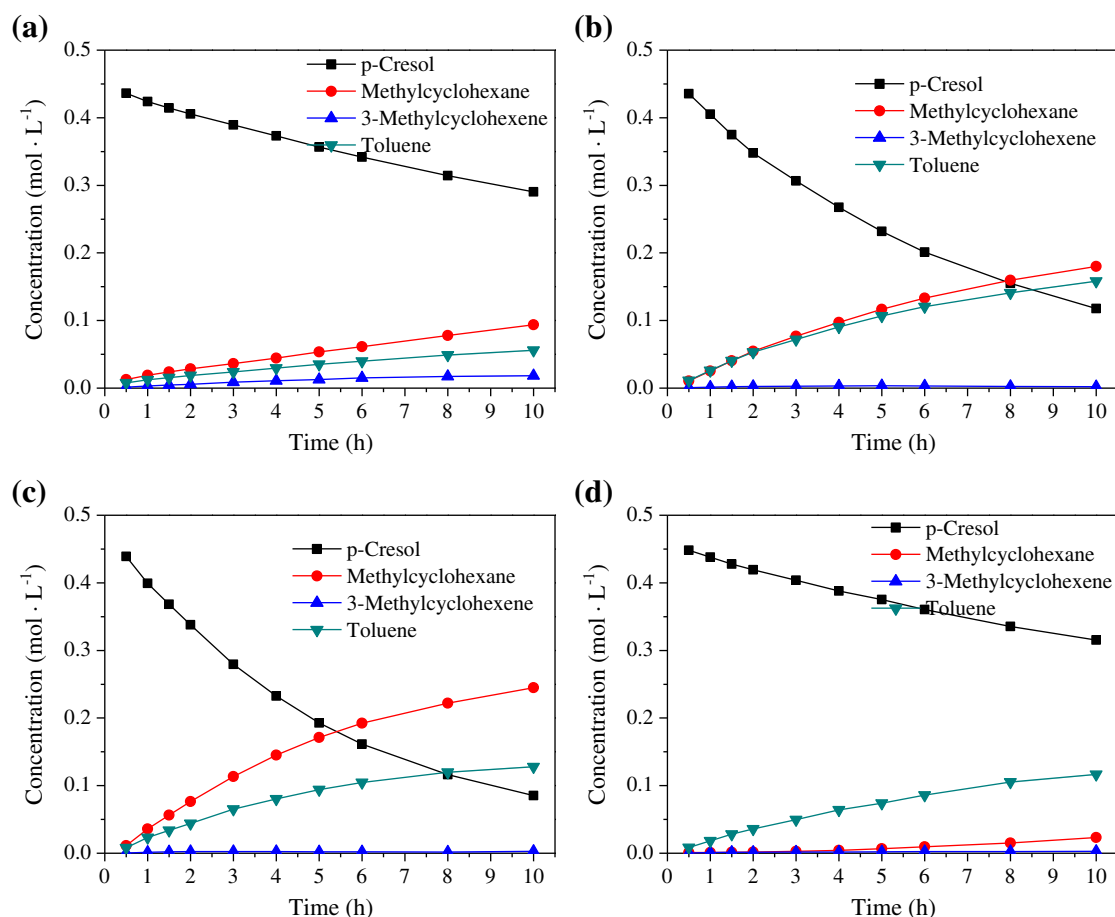 (a)
0.5
0.4
0.3
0.2
0.1
0.0
Concentration (mol · L⁻¹)
p-Cresol
Methylcyclohexane
3-Methylcyclohexene
Toluene
0 1 2 3 4 5 6 7 8 9 10
Time (h)
(b)
0.5
0.4
0.3
0.2
0.1
0.0
Concentration (mol · L⁻¹)
p-Cresol
Methylcyclohexane
3-Methylcyclohexene
Toluene
0 1 2 3 4 5 6 7 8 9 10
Time (h)
(c)
0.5
0.4
0.3
0.2
0.1
0.0
Concentration (mol · L⁻¹)
p-Cresol
Methylcyclohexane
3-Methylcyclohexene
Toluene
0 1 2 3 4 5 6 7 8 9 10
Time (h)
(d)
0.5
0.4
0.3
0.2
0.1
0.0
Concentration (mol · L⁻¹)
p-Cresol
Methylcyclohexane
3-Methylcyclohexene
Toluene
0 1 2 3 4 5 6 7 8 9 10
Time (h)